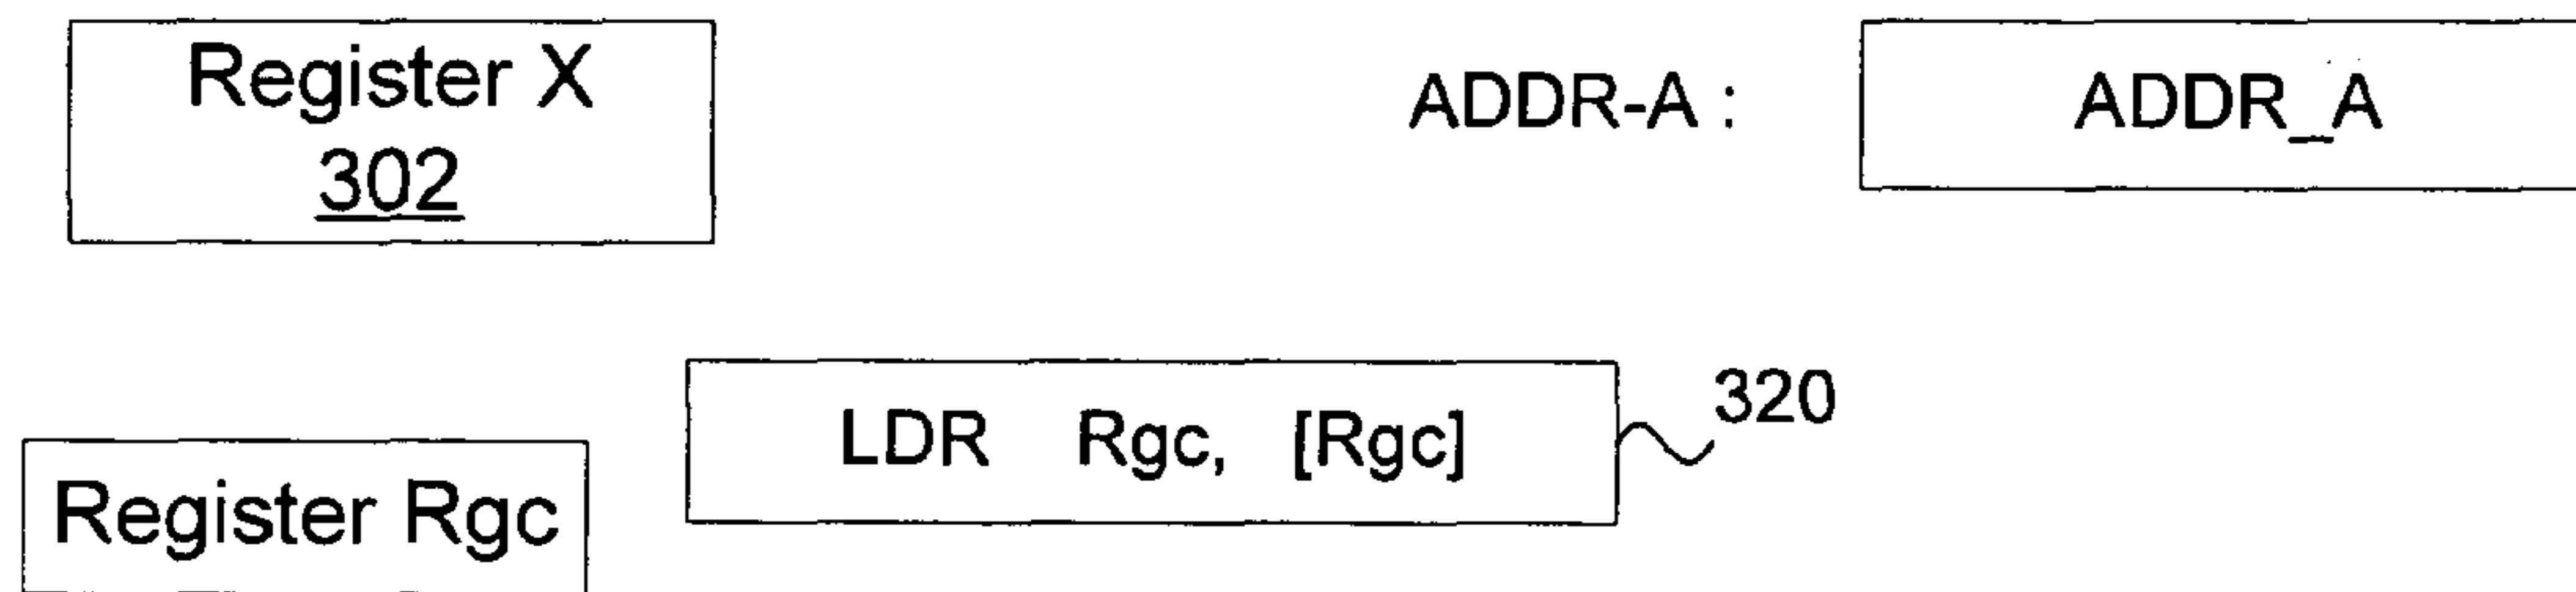 Register X
302
ADDR-A :
ADDR_A
LDR Rgc, [Rgc]
320
Register Rgc